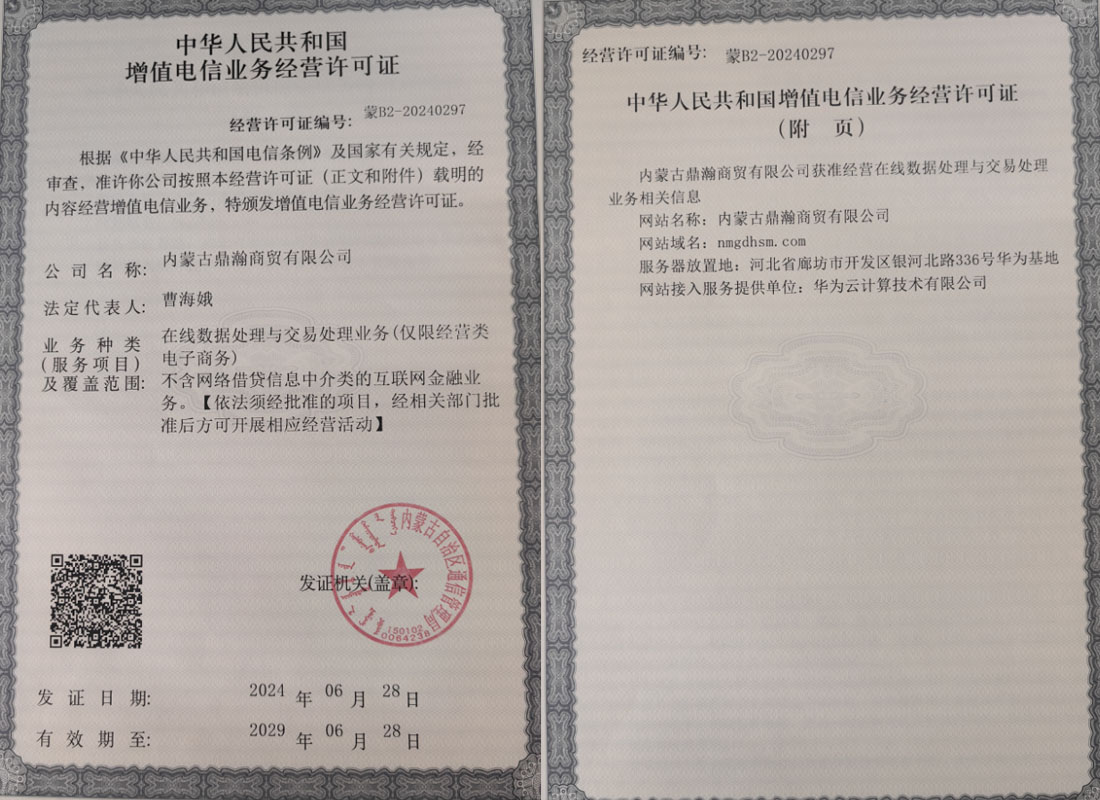 中华人民共和国
增值电信业务经营许可证
经营许可证编号: 蒙B2-20240297
根据《中华人民共和国电信条例》及国家有关规定，经
审查，准许你公司按照本经营许可证（正文和附件）载明的
内容经营增值电信业务，特颁发增值电信业务经营许可证。
公司名称: 内蒙古鼎瀚商贸有限公司
法定代表人: 曹海娥
业务种类
(服务项目)
及覆盖范围:
在线数据处理与交易处理业务(仅限经营类
电子商务)
不含网络借贷信息中介类的互联网金融业
务。【依法须经批准的项目，经相关部门批
准后方可开展相应经营活动】
发证机关(盖章):
内蒙古自治区通信管理局
150102
0064238
发证日期: 2024 年 06 月 28 日
有效期至: 2029 年 06 月 28 日
经营许可证编号: 蒙B2-20240297
中华人民共和国增值电信业务经营许可证
（附 页）
内蒙古鼎瀚商贸有限公司获准经营在线数据处理与交易处理
业务相关信息
网站名称：内蒙古鼎瀚商贸有限公司
网站域名：nmgdhsm.com
服务器放置地：河北省廊坊市开发区银河北路336号华为基地
网站接入服务提供单位：华为云计算技术有限公司